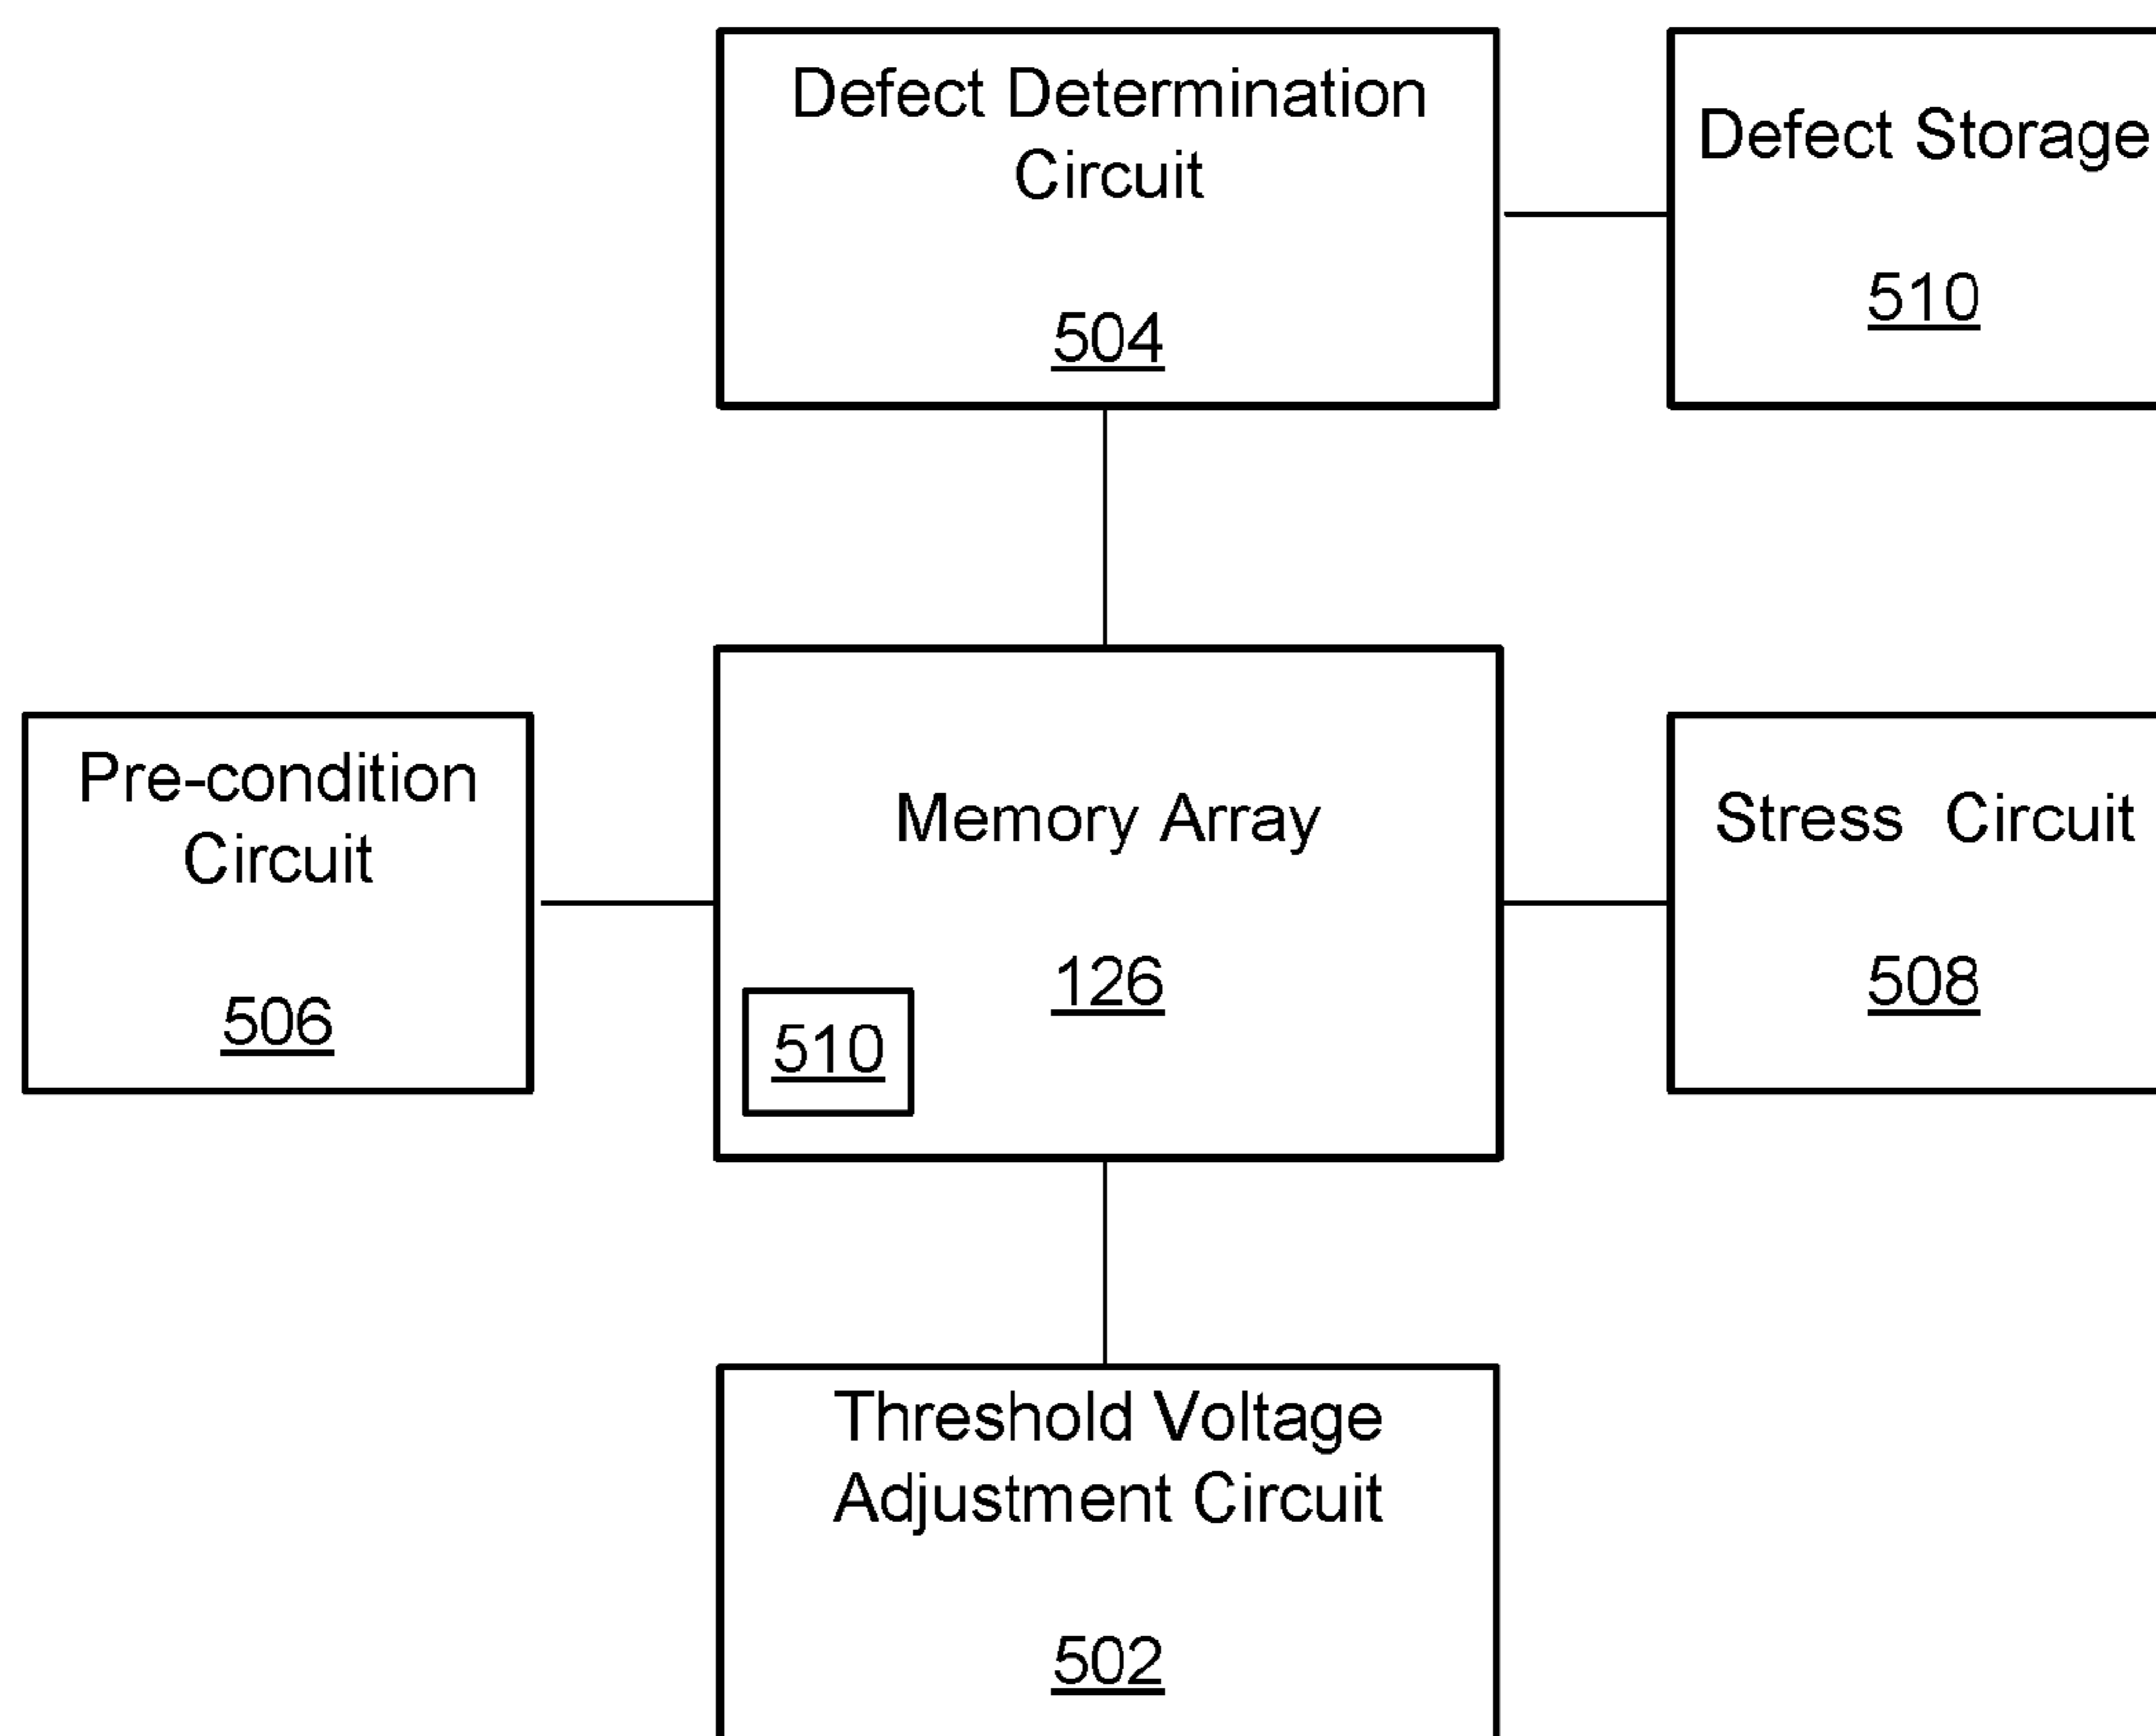 Defect Determination
Circuit
504
Defect Storage
510
Pre-condition
Circuit
506
Memory Array
126
510
Stress Circuit
508
Threshold Voltage
Adjustment Circuit
502